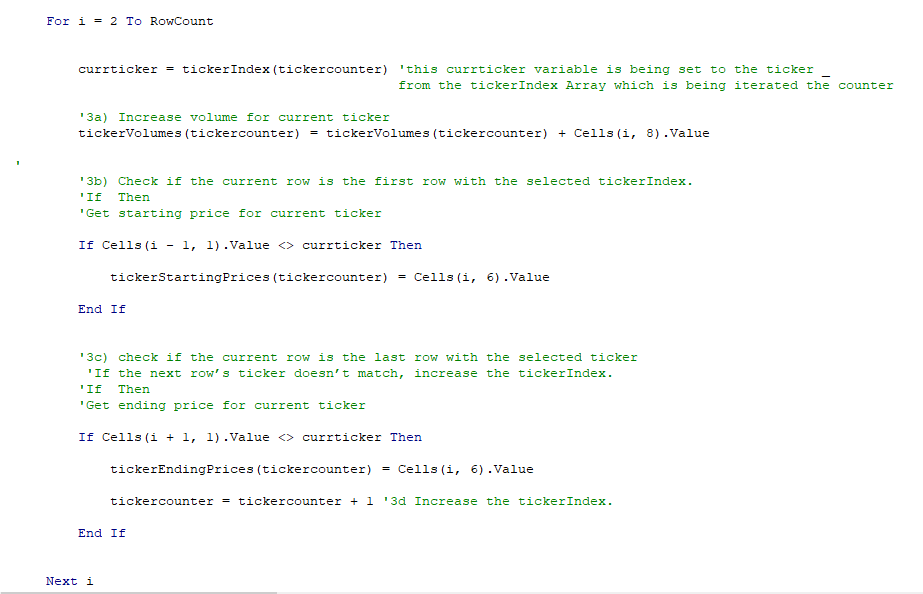 For i = 2 To RowCount
currticker = tickerIndex(tickercounter) 'this currticker variable is being set to the ticker _
from the tickerIndex Array which is being iterated the counter
'3a) Increase volume for current ticker
tickerVolumes(tickercounter) = tickerVolumes(tickercounter) + Cells(i, 8).Value
'
'3b) Check if the current row is the first row with the selected tickerIndex.
'If  Then
'Get starting price for current ticker
If Cells(i - 1, 1).Value <> currticker Then
tickerStartingPrices(tickercounter) = Cells(i, 6).Value
End If
'3c) check if the current row is the last row with the selected ticker
'If the next row’s ticker doesn’t match, increase the tickerIndex.
'If  Then
'Get ending price for current ticker
If Cells(i + 1, 1).Value <> currticker Then
tickerEndingPrices(tickercounter) = Cells(i, 6).Value
tickercounter = tickercounter + 1 '3d Increase the tickerIndex.
End If
Next i